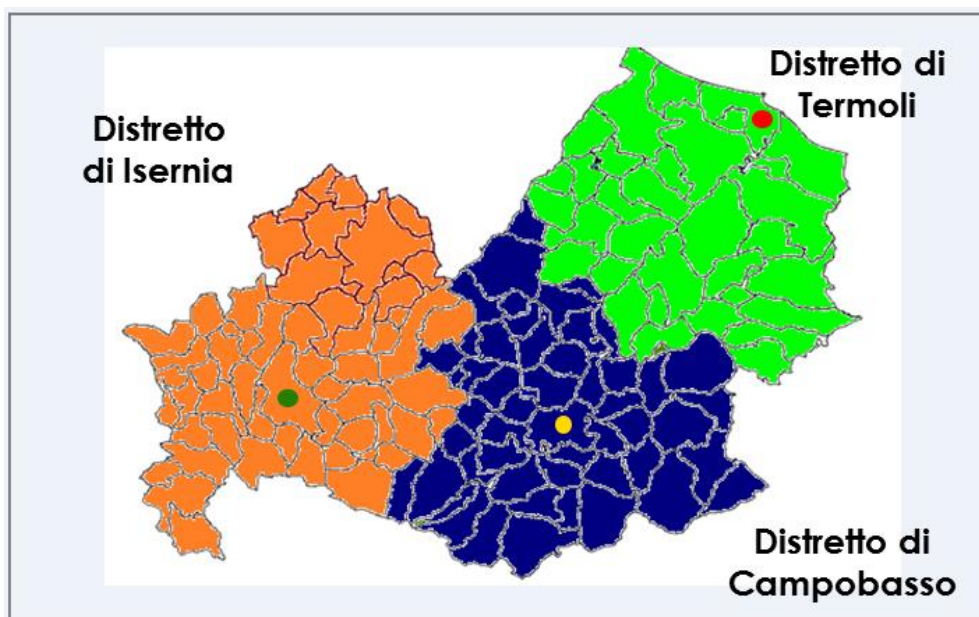 Distretto di
Termoli
Distretto
di Isernia
Distretto di
Campobasso